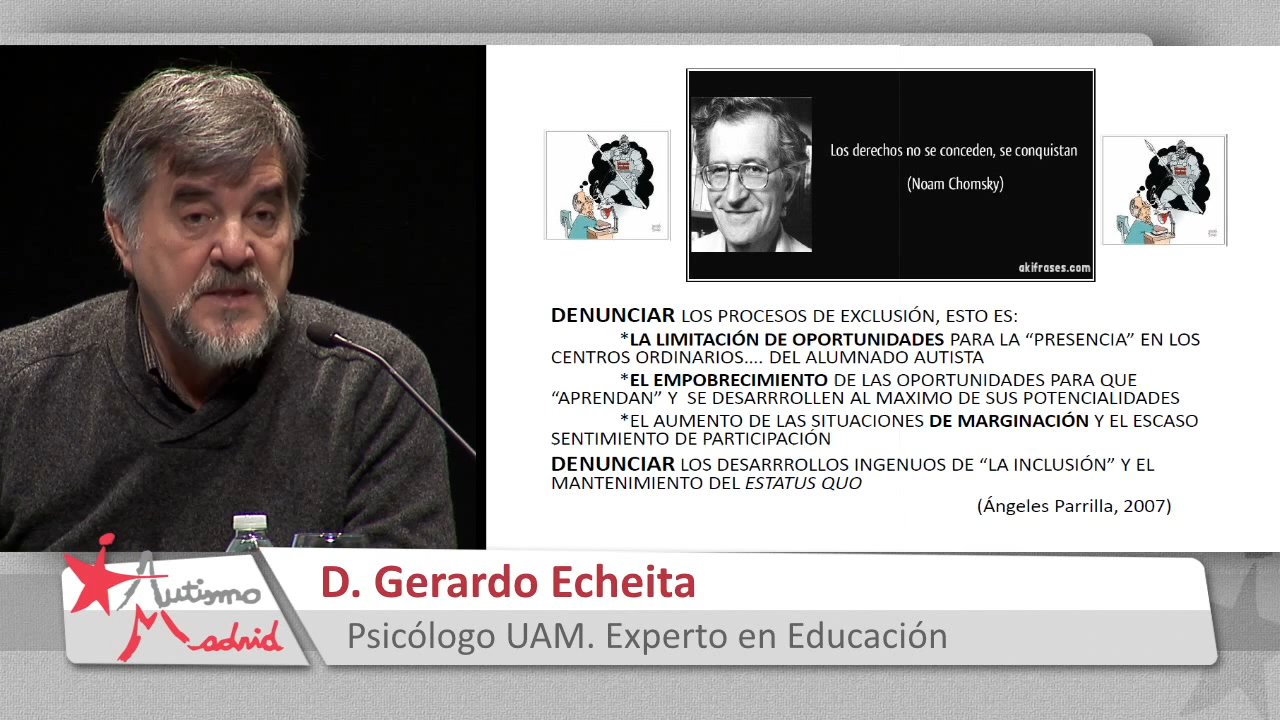 Los derechos no se conceden, se conquistan
(Noam Chomsky)
akifrases.com
DENUNCIAR LOS PROCESOS DE EXCLUSIÓN, ESTO ES:
*LA LIMITACIÓN DE OPORTUNIDADES PARA LA “PRESENCIA” EN LOS
CENTROS ORDINARIOS.... DEL ALUMNADO AUTISTA
*EL EMPOBRECIMIENTO DE LAS OPORTUNIDADES PARA QUE
“APRENDAN” Y SE DESARRROLLEN AL MAXIMO DE SUS POTENCIALIDADES
*EL AUMENTO DE LAS SITUACIONES DE MARGINACIÓN Y EL ESCASO
SENTIMIENTO DE PARTICIPACIÓN
DENUNCIAR LOS DESARRROLLOS INGENUOS DE “LA INCLUSIÓN” Y EL
MANTENIMIENTO DEL ESTATUS QUO
(Ángeles Parrilla, 2007)
D. Gerardo Echeita
Psicólogo UAM. Experto en Educación
Autismo
Madrid